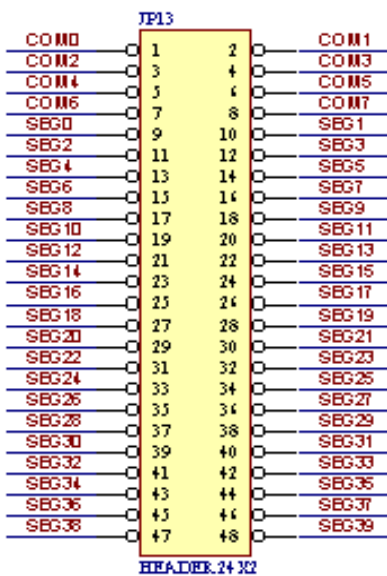 JP13
COM0 1 2 COM1
COM2 3 4 COM3
COM4 5 6 COM5
COM6 7 8 COM7
SEG0 9 10 SEG1
SEG2 11 12 SEG3
SEG4 13 14 SEG5
SEG6 15 16 SEG7
SEG8 17 18 SEG9
SEG10 19 20 SEG11
SEG12 21 22 SEG13
SEG14 23 24 SEG15
SEG16 25 26 SEG17
SEG18 27 28 SEG19
SEG20 29 30 SEG21
SEG22 31 32 SEG23
SEG24 33 34 SEG25
SEG26 35 36 SEG27
SEG28 37 38 SEG29
SEG30 39 40 SEG31
SEG32 41 42 SEG33
SEG34 43 44 SEG35
SEG36 45 46 SEG37
SEG38 47 48 SEG39
HEADER 24 X2